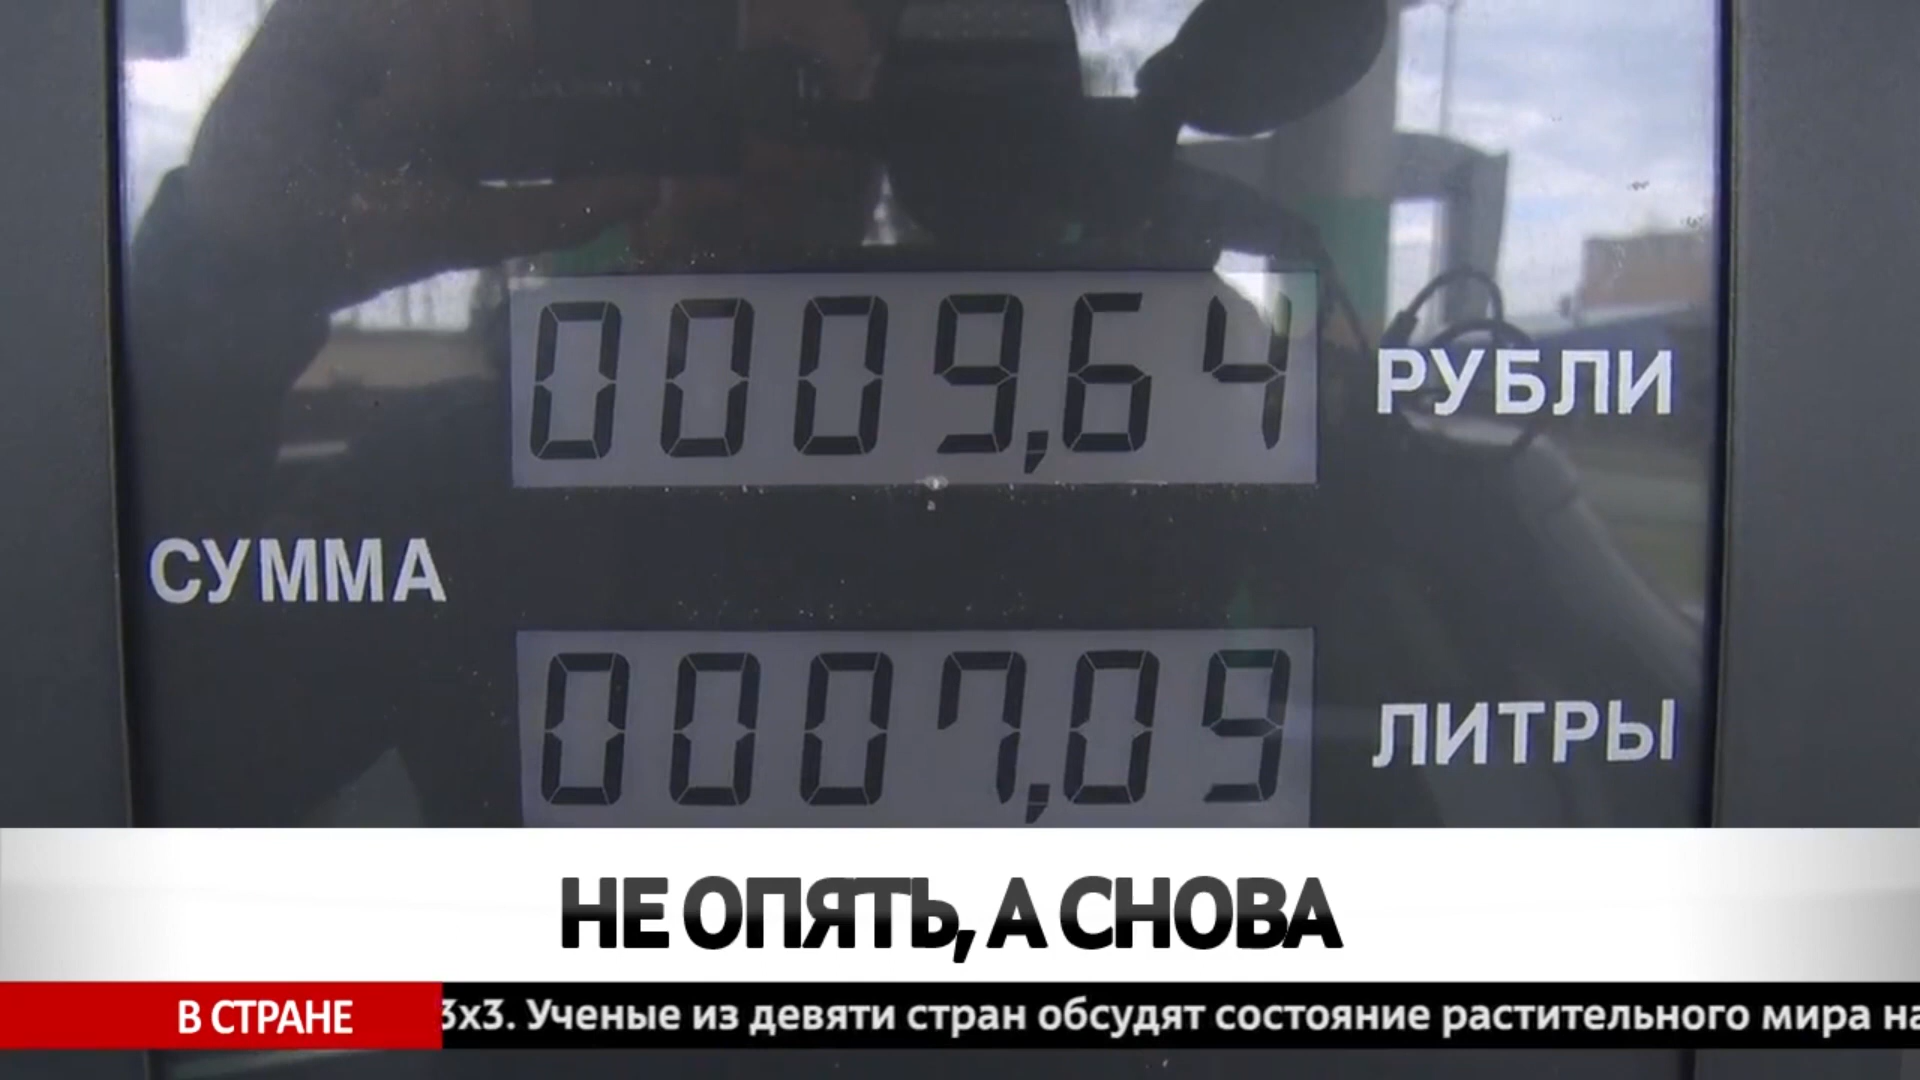 0009,64 РУБЛИ
СУММА
0007,09 ЛИТРЫ
НЕ ОПЯТЬ, А СНОВА
В СТРАНЕ 3х3. Ученые из девяти стран обсудят состояние растительного мира на